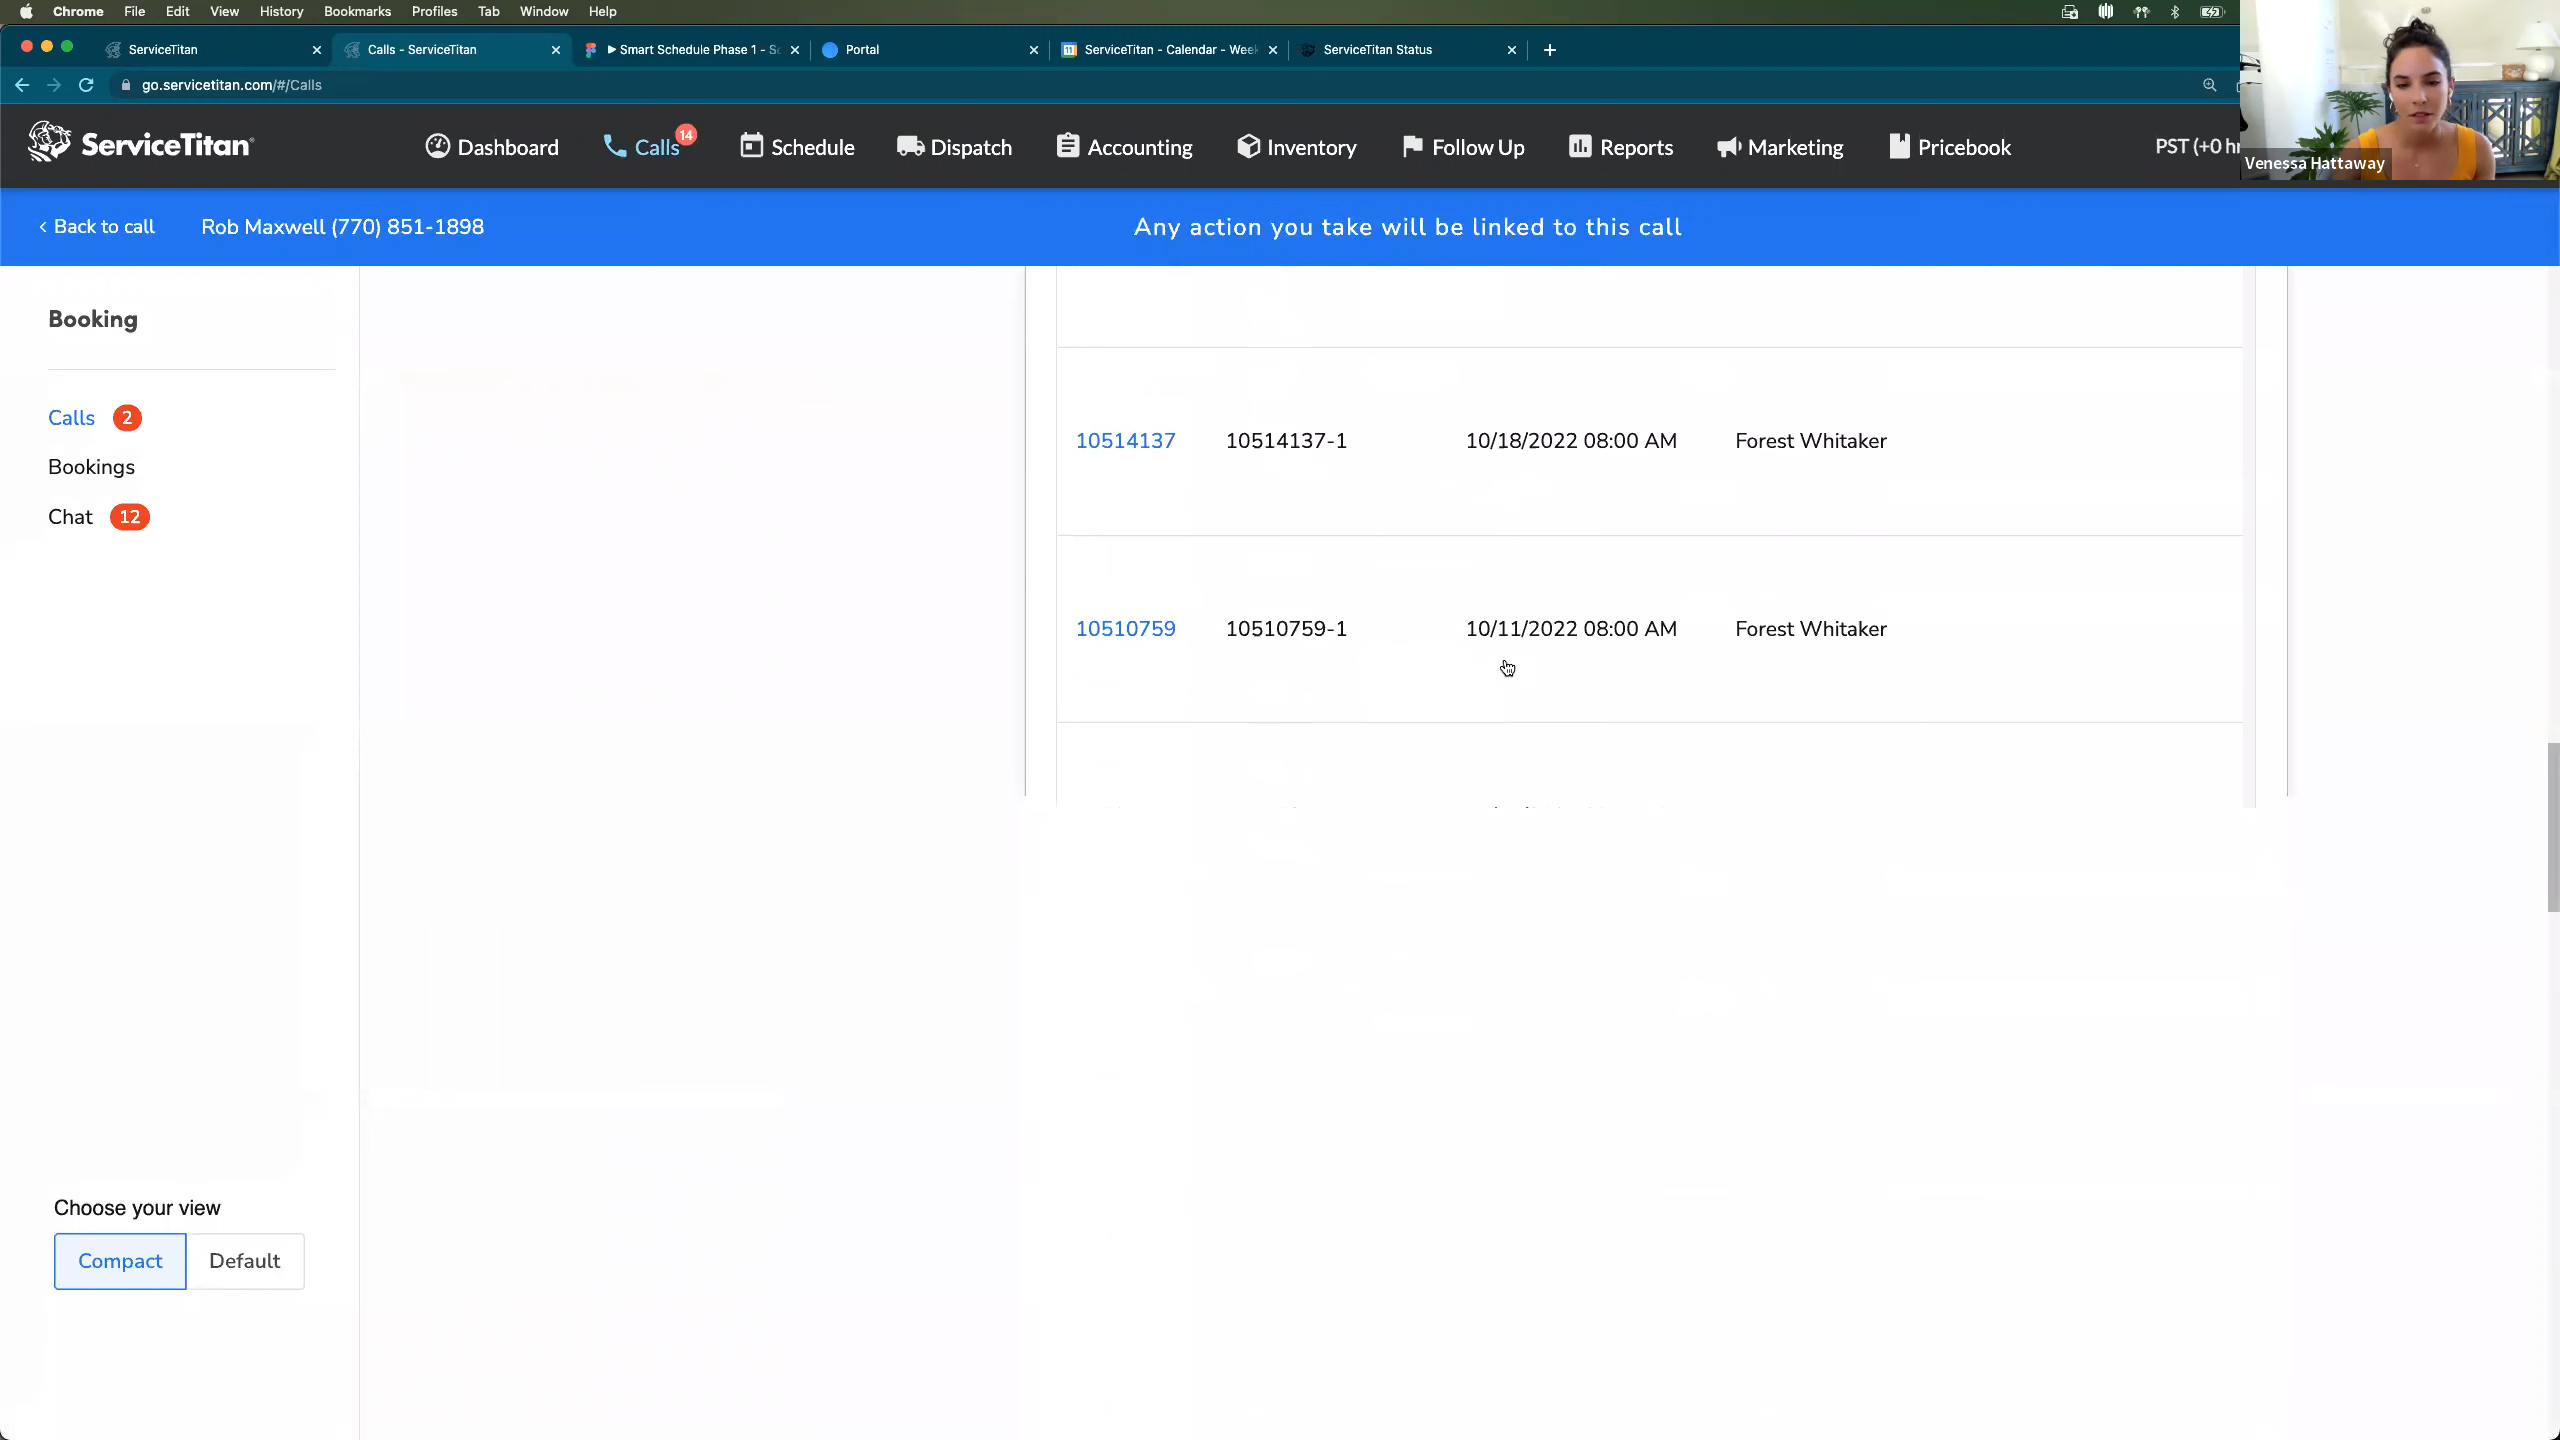 Chrome File Edit View History Bookmarks Profiles Tab Window Help
ServiceTitan Calls - ServiceTitan Smart Schedule Phase 1 - Portal ServiceTitan - Calendar - ServiceTitan Status
go.servicetitan.com/#/Calls
ServiceTitan Dashboard Calls 14 Schedule Dispatch Accounting Inventory Follow Up Reports Marketing Pricebook PST (+0
Venessa Hattaway
Back to call Rob Maxwell (770) 851-1898 Any action you take will be linked to this call
Booking
Calls 2
Bookings
Chat 12
10514137 10514137-1 10/18/2022 08:00 AM Forest Whitaker
10510759 10510759-1 10/11/2022 08:00 AM Forest Whitaker
Choose your view
Compact Default